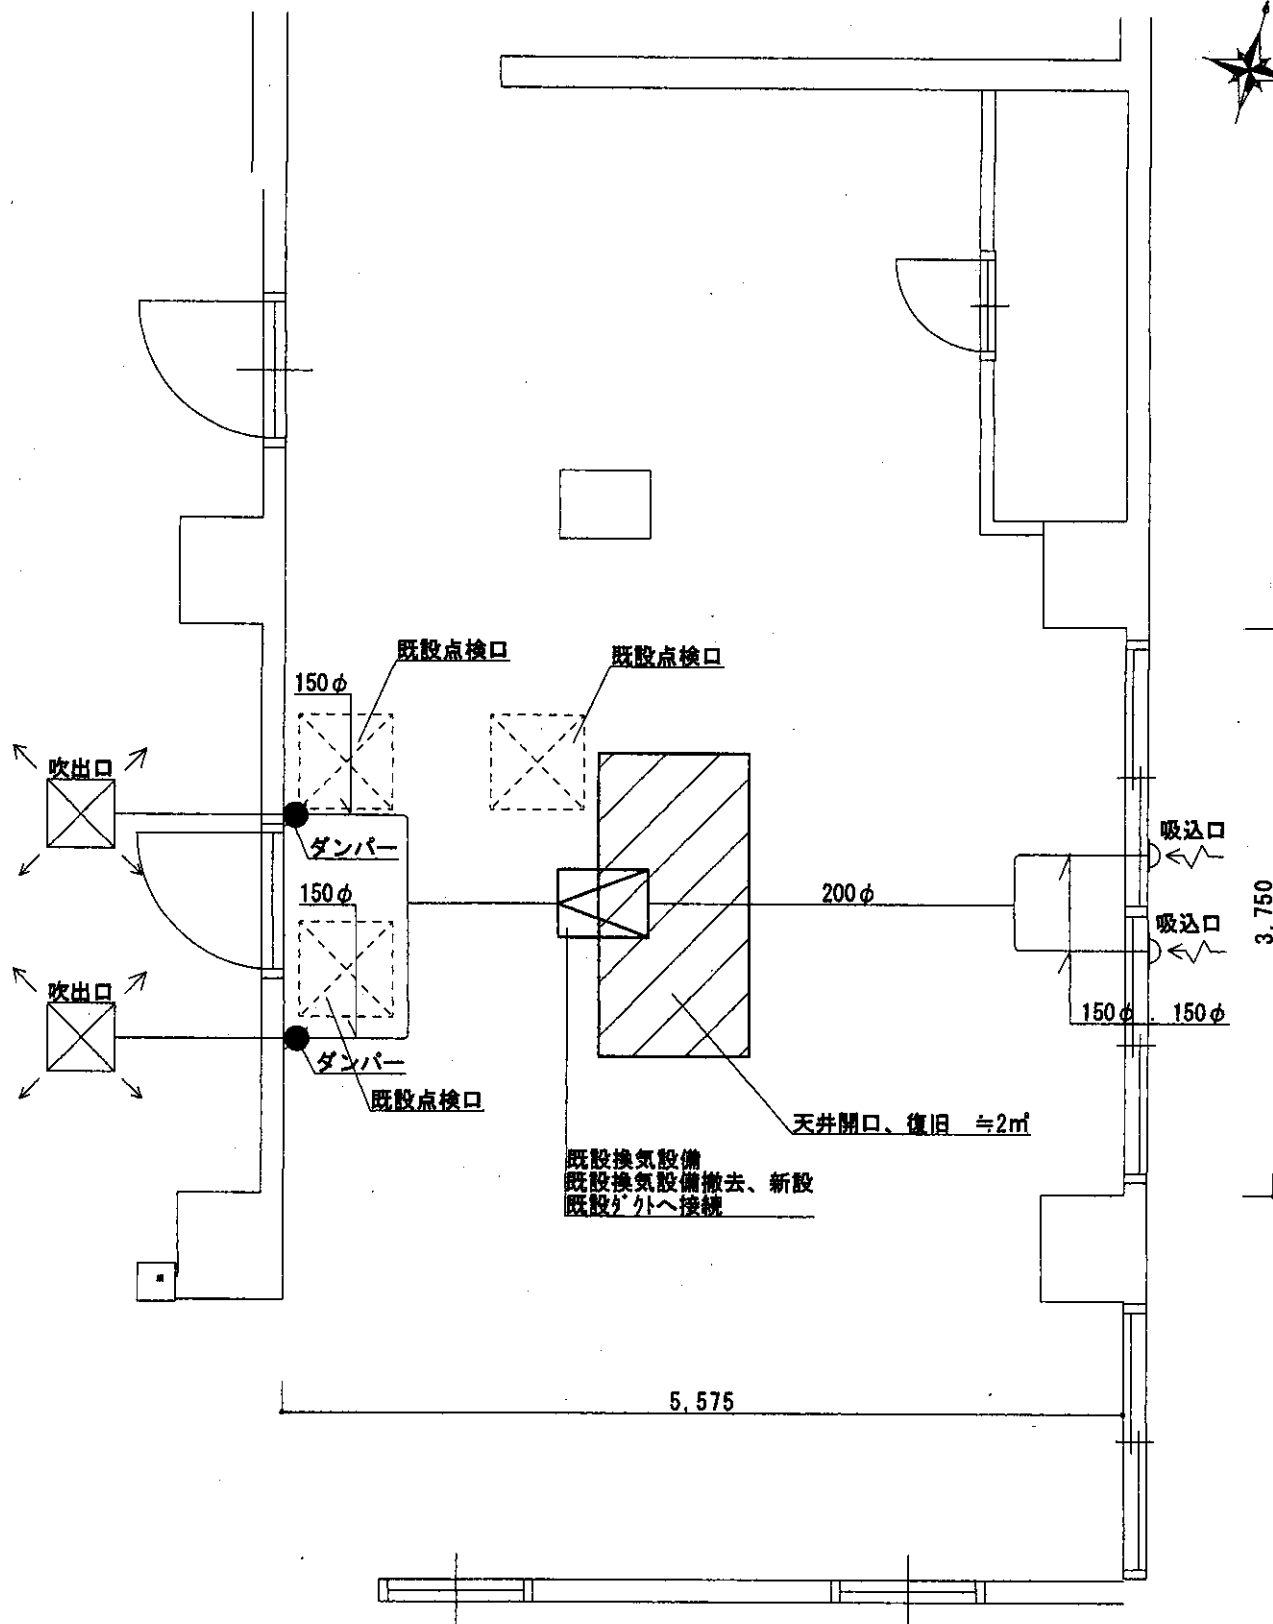 既設点検口
既設点検口
150φ
吹出口
ダンパー
吸込口
150φ
200φ
3,750
吸込口
吹出口
150φ
150φ
ダンパー
既設点検口
天井開口、復旧 ≒2㎡
既設換気設備
既設換気設備撤去、新設
既設ﾀﾞｸﾄへ接続
5,575